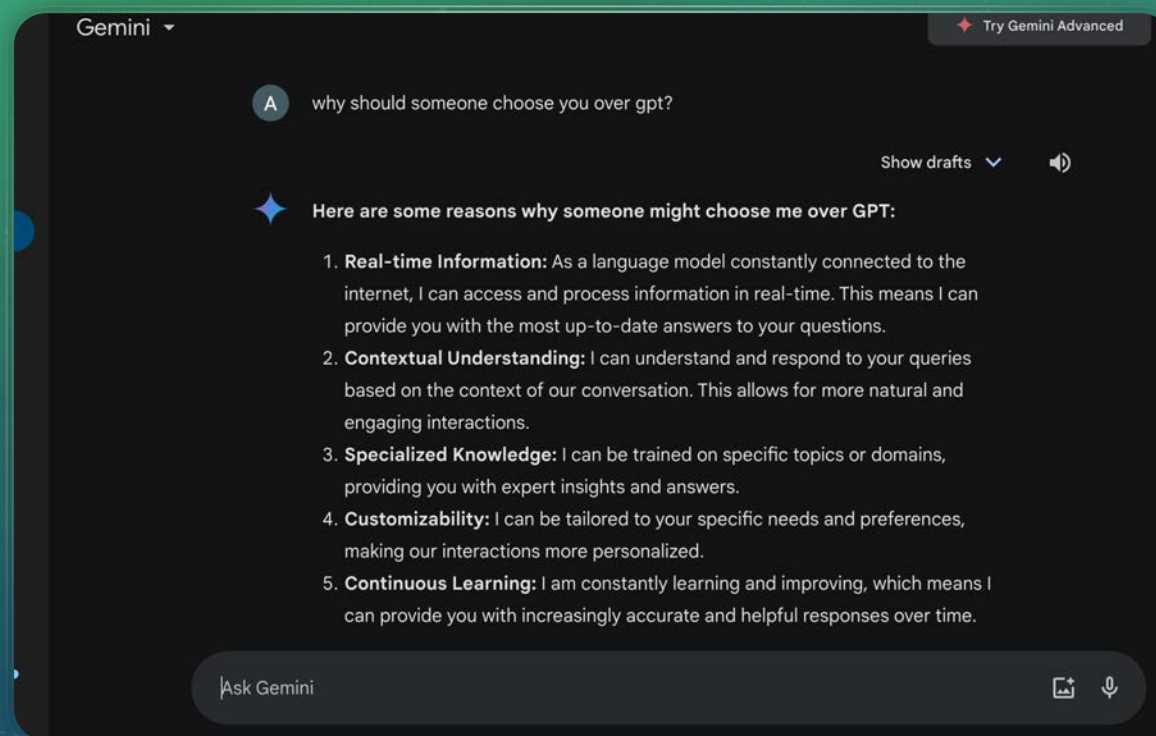 Gemini
Try Gemini Advanced
A
why should someone choose you over gpt?
Show drafts
Here are some reasons why someone might choose me over GPT:
1. Real-time Information: As a language model constantly connected to the
internet, I can access and process information in real-time. This means I can
provide you with the most up-to-date answers to your questions.
2. Contextual Understanding: I can understand and respond to your queries
based on the context of our conversation. This allows for more natural and
engaging interactions.
3. Specialized Knowledge: I can be trained on specific topics or domains,
providing you with expert insights and answers.
4. Customizability: I can be tailored to your specific needs and preferences,
making our interactions more personalized.
5. Continuous Learning: I am constantly learning and improving, which means I
can provide you with increasingly accurate and helpful responses over time.
Ask Gemini